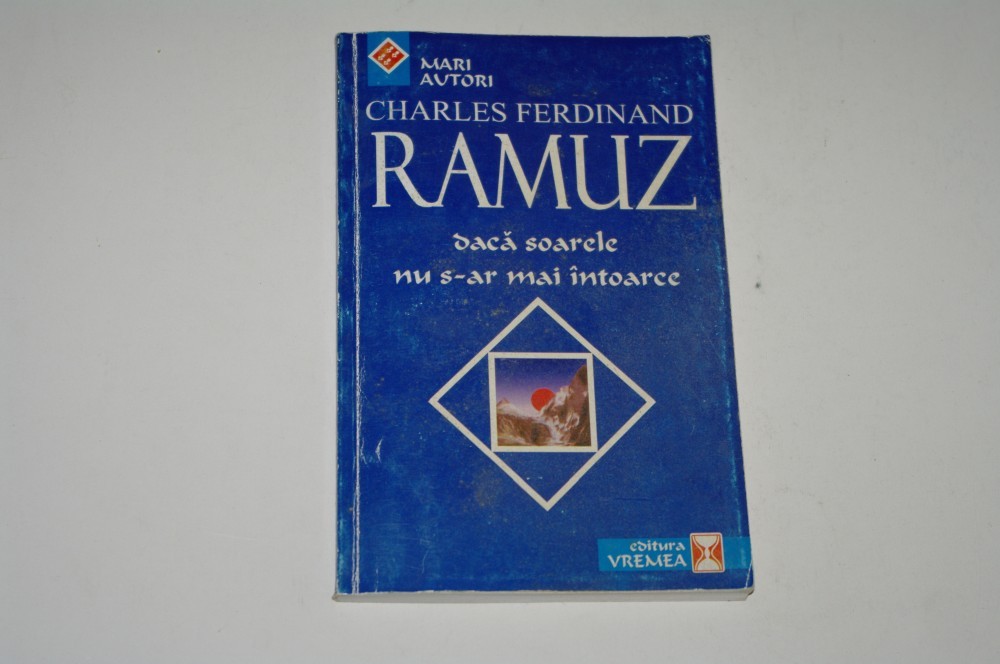 MARI
AUTORI
CHARLES FERDINAND
RAMUZ
dacă soarele
nu s-ar mai întoarce
editura
VREMEA